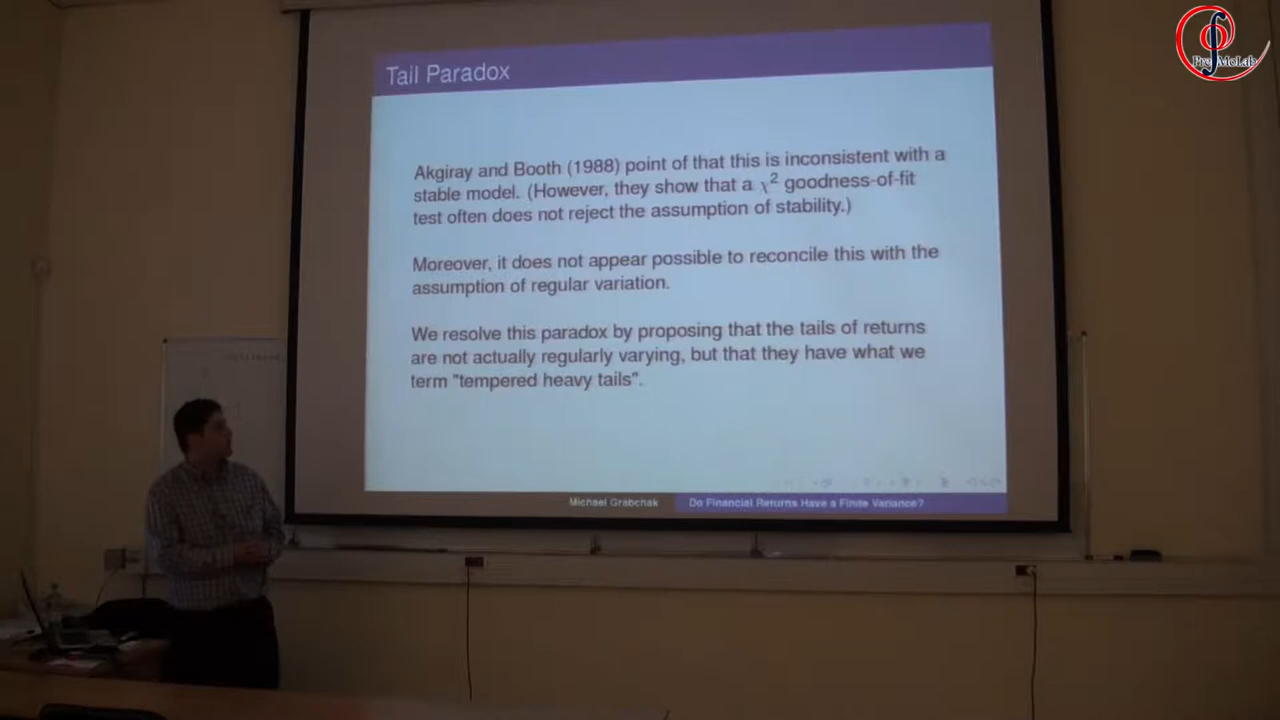 Tail Paradox
Akgiray and Booth (1988) point of that this is inconsistent with a
stable model. (However, they show that a χ² goodness-of-fit
test often does not reject the assumption of stability.)
Moreover, it does not appear possible to reconcile this with the
assumption of regular variation.
We resolve this paradox by proposing that the tails of returns
are not actually regularly varying, but that they have what we
term "tempered heavy tails".
Michael Grabchak
Do Financial Returns Have a Finite Variance?
PreMoLab